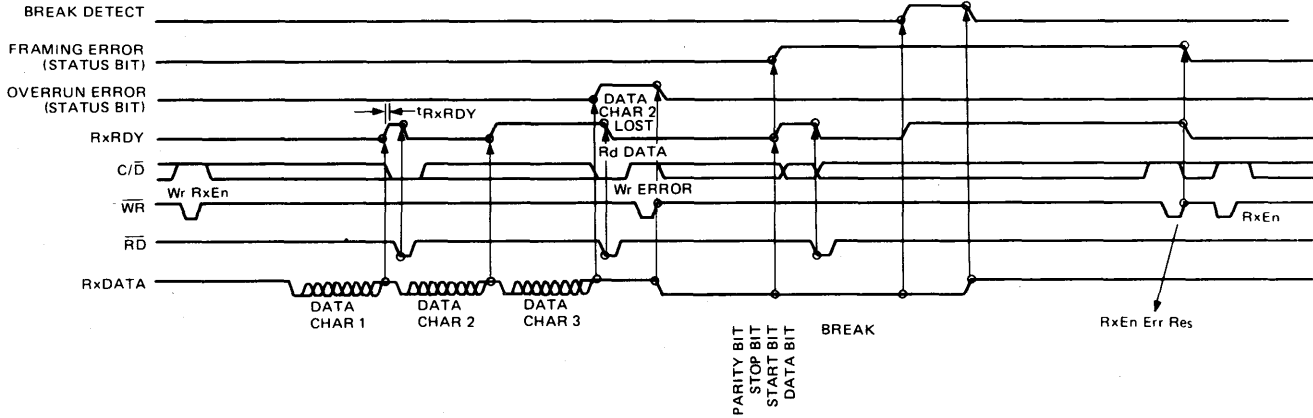 BREAK DETECT
FRAMING ERROR
(STATUS BIT)
OVERRUN ERROR
(STATUS BIT)
DATA
CHAR 2
LOST
tRxRDY
RxRDY
Rd DATA
C/D̅
Wr RxEn
Wr ERROR
W̅R̅
RxEn
R̅D̅
RxDATA
DATA
CHAR 1
DATA
CHAR 2
DATA
CHAR 3
PARITY BIT
STOP BIT
START BIT
DATA BIT
BREAK
RxEn Err Res